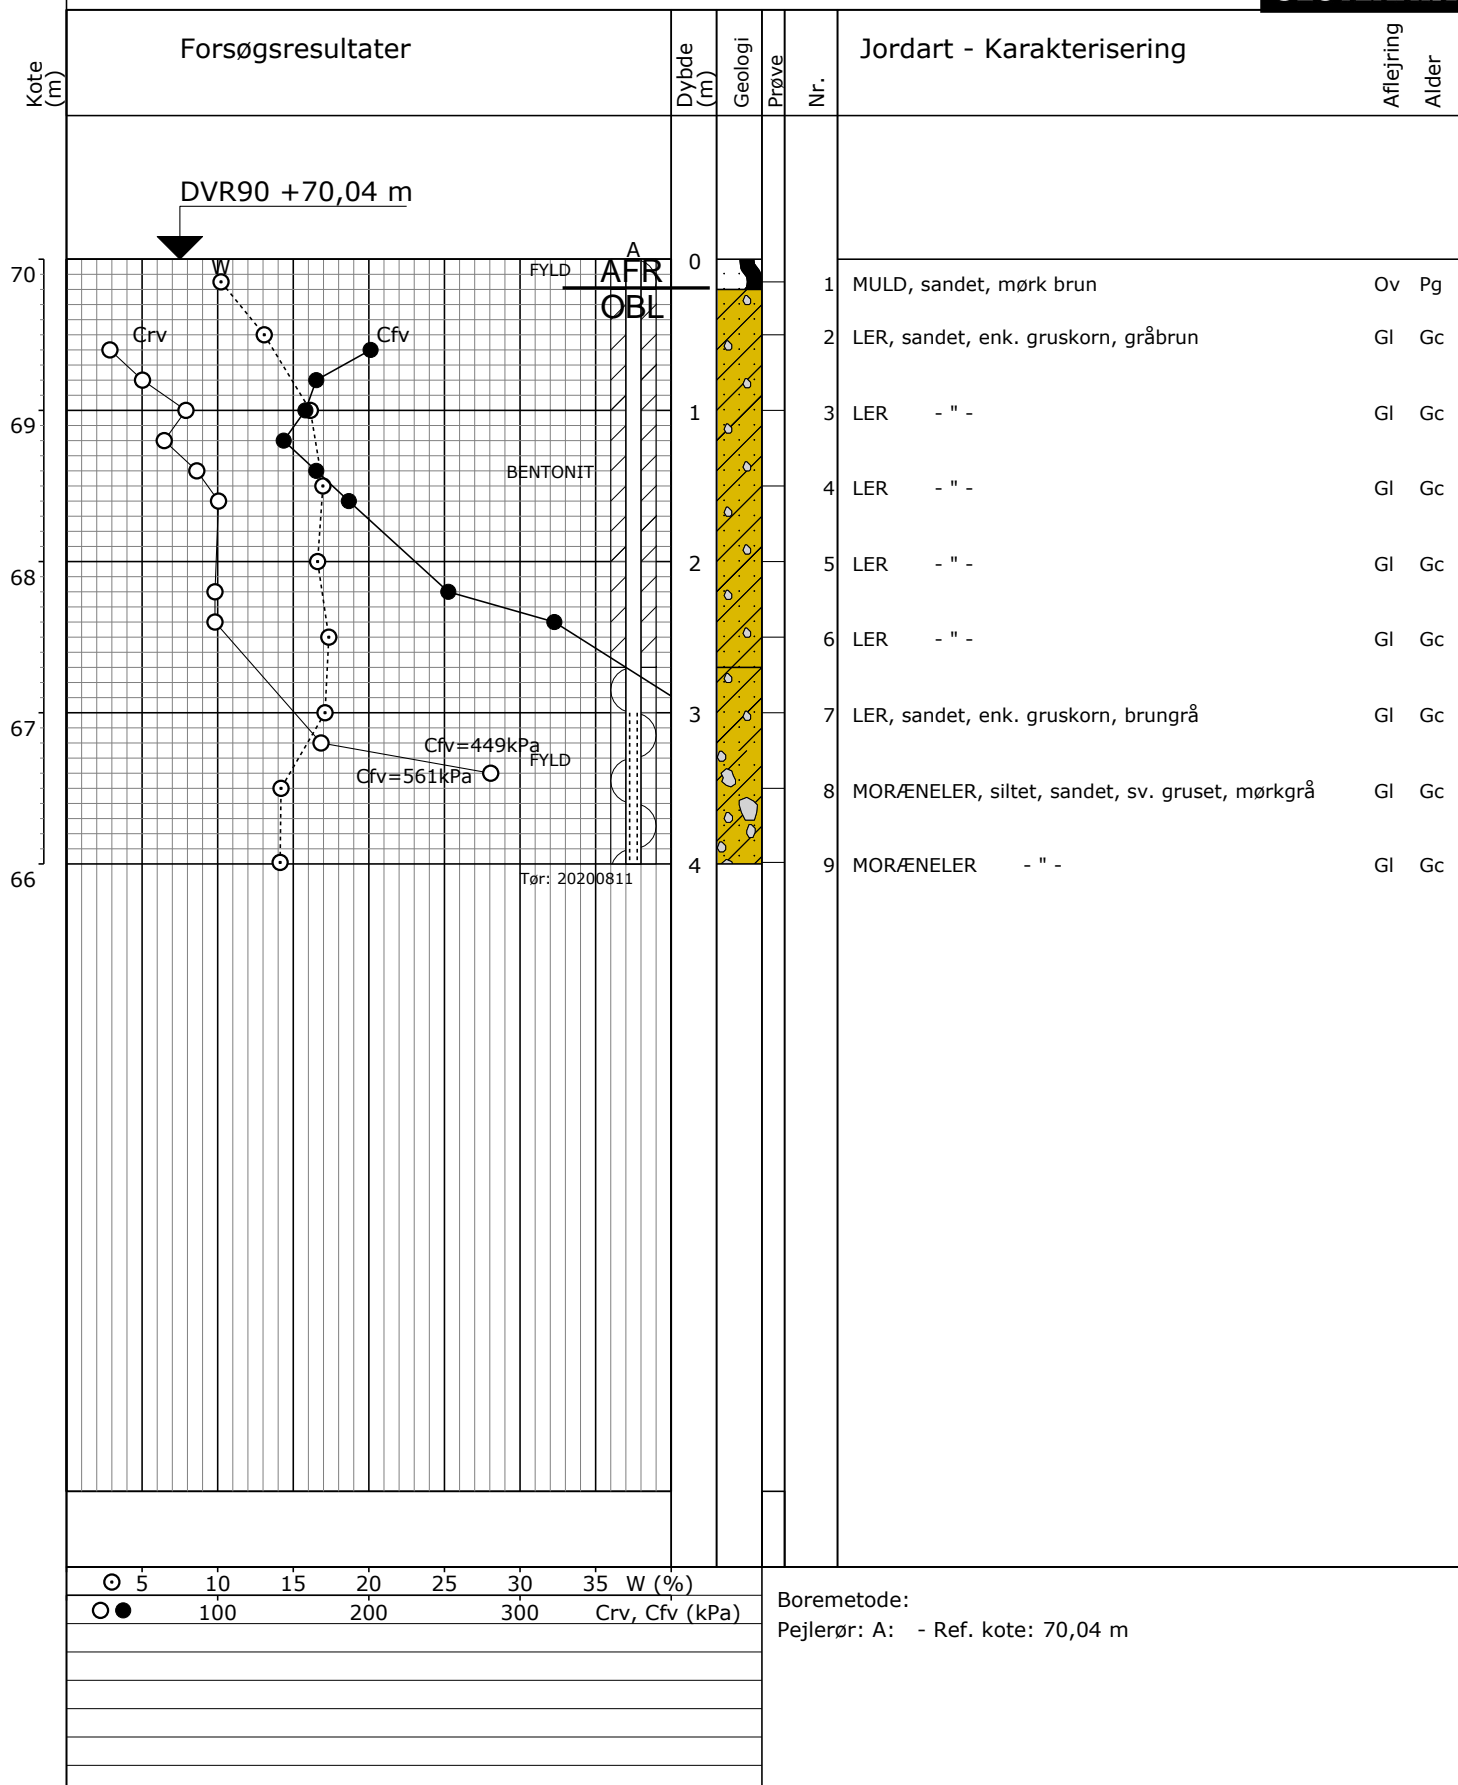 Kote (m)
Forsøgsresultater
Dybde (m)
Geologi
Prøve
Nr.
Jordart - Karakterisering
Aflejring
Alder
DVR90 +70,04 m
A
W
FYLD
AFR
0
70
1 MULD, sandet, mørk brun Ov Pg
OBL
Crv
Cfv
2 LER, sandet, enk. gruskorn, gråbrun Gl Gc
69
1
3 LER - " - Gl Gc
BENTONIT
4 LER - " - Gl Gc
68
2
5 LER - " - Gl Gc
6 LER - " - Gl Gc
67
3
7 LER, sandet, enk. gruskorn, brungrå Gl Gc
Cfv=449kPa
FYLD
Cfv=561kPa
8 MORÆNELER, siltet, sandet, sv. gruset, mørkgrå Gl Gc
66
4
9 MORÆNELER - " - Gl Gc
Tør: 20200811
5 10 15 20 25 30 35 W (%)
100 200 300 Crv, Cfv (kPa)
Boremetode:
Pejlerør: A: - Ref. kote: 70,04 m